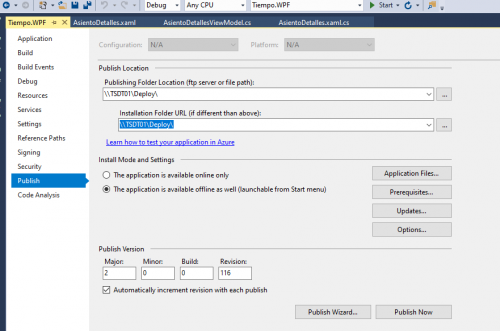 Debug Any CPU Tiempo.WPF Start
Tiempo.WPF AsientoDetalles.xaml AsientoDetallesViewModel.cs AsientoDetalles.xaml.cs
Application
Build
Build Events
Debug
Resources
Services
Settings
Reference Paths
Signing
Security
Publish
Code Analysis
Configuration: N/A Platform: N/A
Publish Location
Publishing Folder Location (ftp server or file path):
\\TSDT01\Deploy\
...
Installation Folder URL (if different than above):
\\TSDT01\Deploy\
...
Learn how to test your application in Azure
Install Mode and Settings
The application is available online only
The application is available offline as well (launchable from Start menu)
Application Files...
Prerequisites...
Updates...
Options...
Publish Version
Major: Minor: Build: Revision:
2 0 0 116
Automatically increment revision with each publish
Publish Wizard... Publish Now